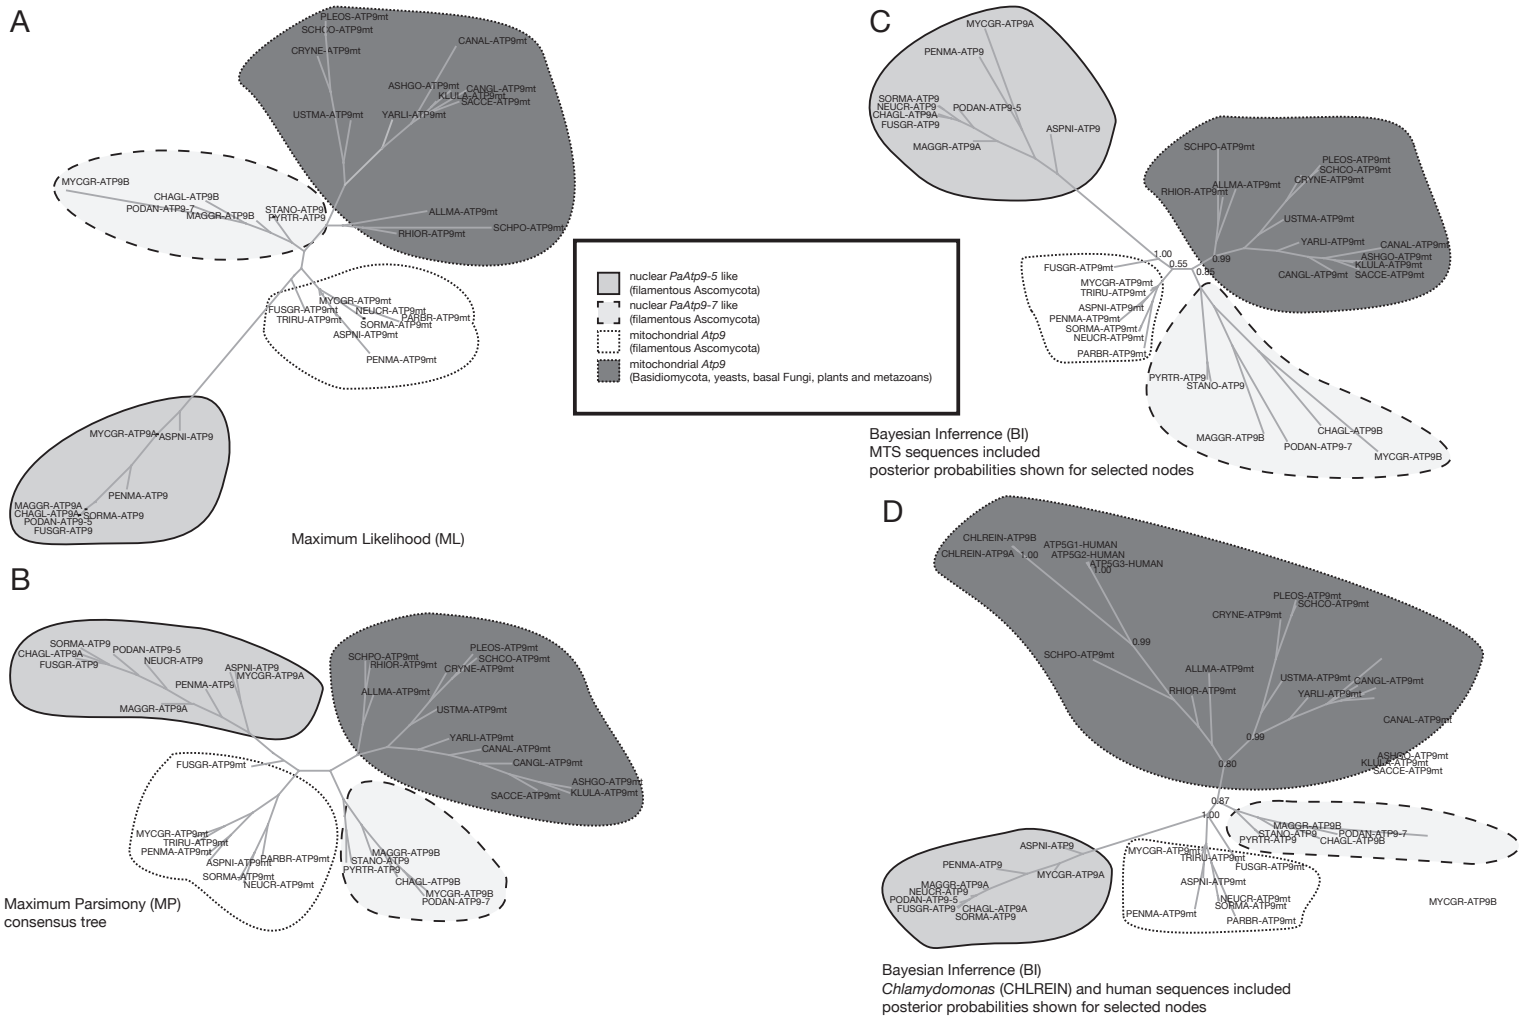 A
PLEOS-ATP9mt
SCHCO-ATP9mt
CRYNE-ATP9mt
CANAL-ATP9mt
ASHGO-ATP9mt
CANGL-ATP9mt
KLULA-ATP9mt
SACCE-ATP9mt
USTMA-ATP9mt
YARLI-ATP9mt
MYCGR-ATP9B
CHAGL-ATP9B
PODAN-ATP9-7
MAGGR-ATP9B
STANO-ATP9
PYRTR-ATP9
ALLMA-ATP9mt
RHIOR-ATP9mt
SCHPO-ATP9mt
MYCGR-ATP9mt
FUSGR-ATP9mt
NEUCR-ATP9mt
TRIRU-ATP9mt
PARBR-ATP9mt
SORMA-ATP9mt
ASPNI-ATP9mt
PENMA-ATP9mt
MYCGR-ATP9A
ASPNI-ATP9
PENMA-ATP9
MAGGR-ATP9A
CHAGL-ATP9A
SORMA-ATP9
PODAN-ATP9-5
FUSGR-ATP9
Maximum Likelihood (ML)
B
SORMA-ATP9
CHAGL-ATP9A
PODAN-ATP9-5
FUSGR-ATP9
NEUCR-ATP9
ASPNI-ATP9
MYCGR-ATP9A
PENMA-ATP9
MAGGR-ATP9A
SCHPO-ATP9mt
RHIOR-ATP9mt
PLEOS-ATP9mt
SCHCO-ATP9mt
CRYNE-ATP9mt
ALLMA-ATP9mt
USTMA-ATP9mt
YARLI-ATP9mt
CANAL-ATP9mt
CANGL-ATP9mt
ASHGO-ATP9mt
KLULA-ATP9mt
SACCE-ATP9mt
FUSGR-ATP9mt
MYCGR-ATP9mt
TRIRU-ATP9mt
PENMA-ATP9mt
ASPNI-ATP9mt
PARBR-ATP9mt
SORMA-ATP9mt
NEUCR-ATP9mt
MAGGR-ATP9B
STANO-ATP9
PYRTR-ATP9
CHAGL-ATP9B
MYCGR-ATP9B
PODAN-ATP9-7
Maximum Parsimony (MP)
consensus tree
nuclear PaAtp9-5 like
(filamentous Ascomycota)
nuclear PaAtp9-7 like
(filamentous Ascomycota)
mitochondrial Atp9
(filamentous Ascomycota)
mitochondrial Atp9
(Basidiomycota, yeasts, basal Fungi, plants and metazoans)
C
MYCGR-ATP9A
PENMA-ATP9
SORMA-ATP9
NEUCR-ATP9
PODAN-ATP9-5
CHAGL-ATP9A
FUSGR-ATP9
ASPNI-ATP9
MAGGR-ATP9A
SCHPO-ATP9mt
PLEOS-ATP9mt
SCHCO-ATP9mt
CRYNE-ATP9mt
ALLMA-ATP9mt
RHIOR-ATP9mt
USTMA-ATP9mt
YARLI-ATP9mt
CANAL-ATP9mt
ASHGO-ATP9mt
KLULA-ATP9mt
CANGL-ATP9mt
SACCE-ATP9mt
1.00
0.55
0.85
0.99
FUSGR-ATP9mt
MYCGR-ATP9mt
TRIRU-ATP9mt
ASPNI-ATP9mt
PENMA-ATP9mt
SORMA-ATP9mt
NEUCR-ATP9mt
PARBR-ATP9mt
PYRTR-ATP9
STANO-ATP9
MAGGR-ATP9B
CHAGL-ATP9B
PODAN-ATP9-7
MYCGR-ATP9B
Bayesian Inferrence (BI)
MTS sequences included
posterior probabilities shown for selected nodes
D
CHLREIN-ATP9B
CHLREIN-ATP9A
1.00
ATP5G1-HUMAN
ATP5G2-HUMAN
ATP5G3-HUMAN
1.00
PLEOS-ATP9mt
SCHCO-ATP9mt
CRYNE-ATP9mt
0.99
SCHPO-ATP9mt
ALLMA-ATP9mt
RHIOR-ATP9mt
USTMA-ATP9mt
CANGL-ATP9mt
YARLI-ATP9mt
CANAL-ATP9mt
0.99
0.80
ASHGO-ATP9mt
KLULA-ATP9mt
SACCE-ATP9mt
0.87
1.00
MAGGR-ATP9B
STANO-ATP9
PODAN-ATP9-7
PYRTR-ATP9
CHAGL-ATP9B
ASPNI-ATP9
PENMA-ATP9
MYCGR-ATP9A
MAGGR-ATP9A
NEUCR-ATP9
PODAN-ATP9-5
FUSGR-ATP9
CHAGL-ATP9A
SORMA-ATP9
MYCGR-ATP9mt
TRIRU-ATP9mt
FUSGR-ATP9mt
ASPNI-ATP9mt
NEUCR-ATP9mt
SORMA-ATP9mt
PENMA-ATP9mt
PARBR-ATP9mt
MYCGR-ATP9B
Bayesian Inferrence (BI)
Chlamydomonas (CHLREIN) and human sequences included
posterior probabilities shown for selected nodes